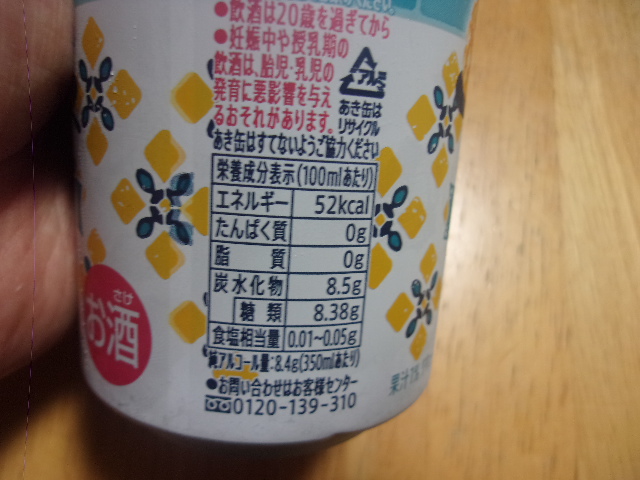 ●飲酒は20歳を過ぎてから
●妊娠中や授乳期の
飲酒は、胎児・乳児の
発育に悪影響を与え
るおそれがあります。
アルミ
あき缶は
リサイクル
あき缶はすてないようご協力ください
栄養成分表示(100mlあたり)
エネルギー 52kcal
たんぱく質 0g
脂質 0g
炭水化物 8.5g
糖類 8.38g
食塩相当量 0.01~0.05g
純アルコール量:8.4g(350mlあたり)
●お問い合わせはお客様センター
0120-139-310
さけ
お酒
果汁